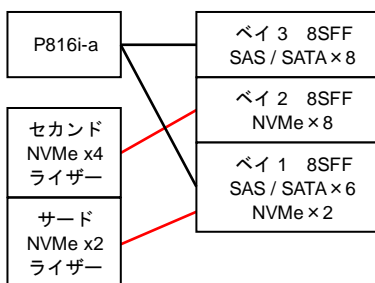 P816i-a
セカンド
NVMe x4
ライザー
サード
NVMe x2
ライザー
ベイ 3 8SFF
SAS / SATA×8
ベイ 2 8SFF
NVMe×8
ベイ 1 8SFF
SAS / SATA×6
NVMe×2